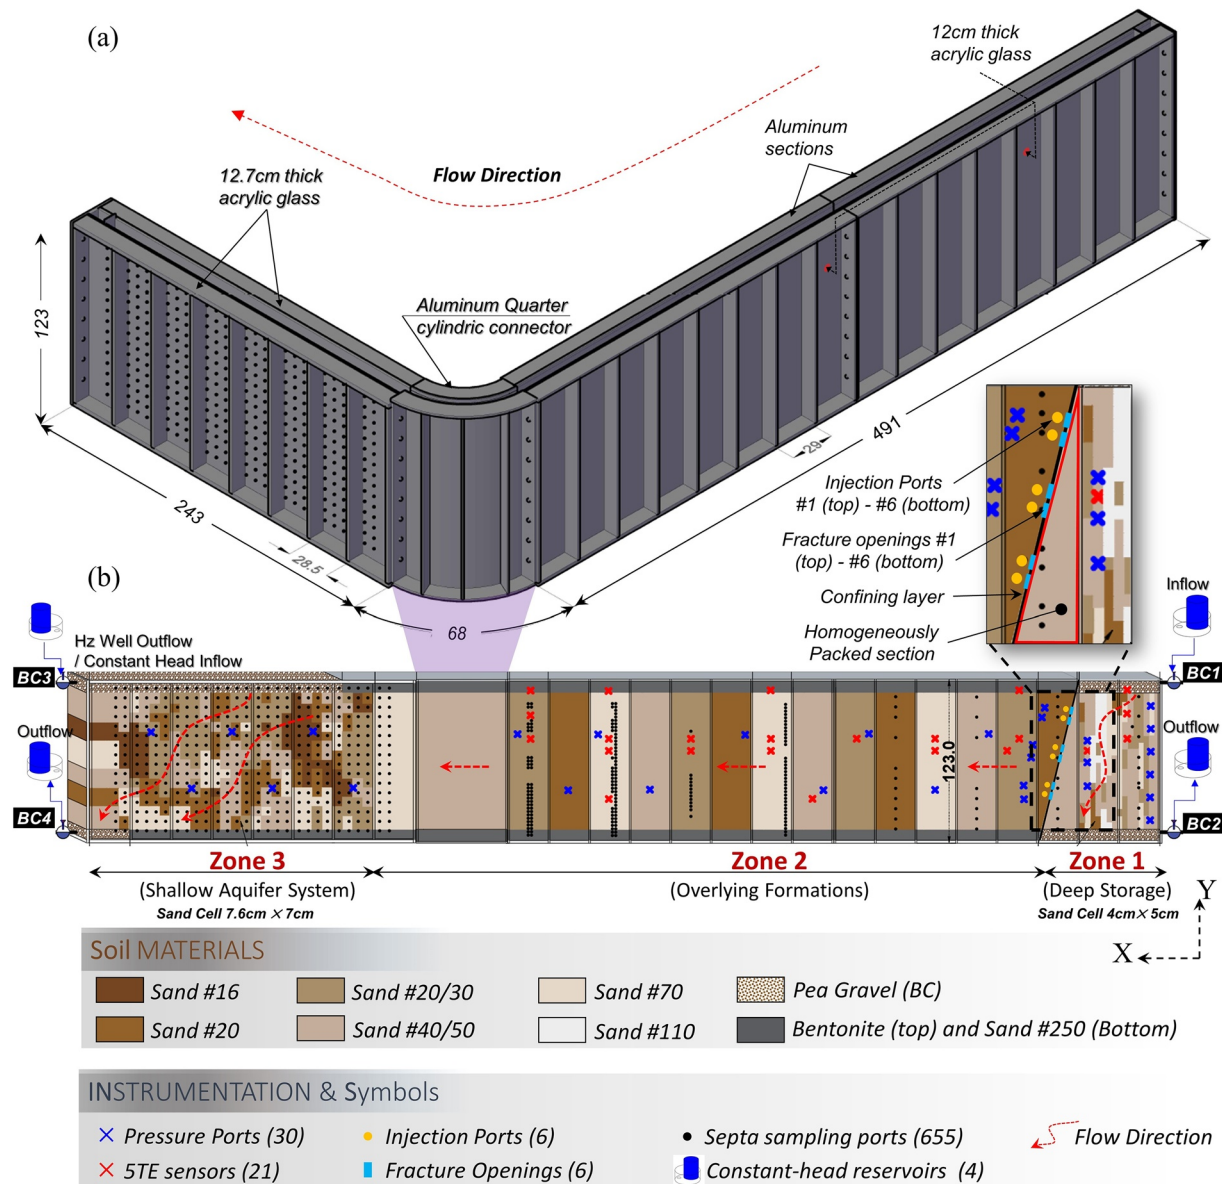 (a)
12cm thick
acrylic glass
Aluminum
sections
Flow Direction
12.7cm thick
acrylic glass
Aluminum Quarter
cylindric connector
123
491
29
243
28.5
68
Injection Ports
#1 (top) - #6 (bottom)
Fracture openings #1
(top) - #6 (bottom)
Confining layer
Homogeneously
Packed section
(b)
Hz Well Outflow
/ Constant Head Inflow
BC3
Outflow
BC4
Inflow
BC1
Outflow
BC2
123.0
Zone 3
(Shallow Aquifer System)
Sand Cell 7.6cm × 7cm
Zone 2
(Overlying Formations)
Zone 1
(Deep Storage)
Sand Cell 4cm × 5cm
Y
X
Soil MATERIALS
Sand #16
Sand #20/30
Sand #70
Pea Gravel (BC)
Sand #20
Sand #40/50
Sand #110
Bentonite (top) and Sand #250 (Bottom)
INSTRUMENTATION & Symbols
Pressure Ports (30)
Injection Ports (6)
Septa sampling ports (655)
Flow Direction
5TE sensors (21)
Fracture Openings (6)
Constant-head reservoirs (4)